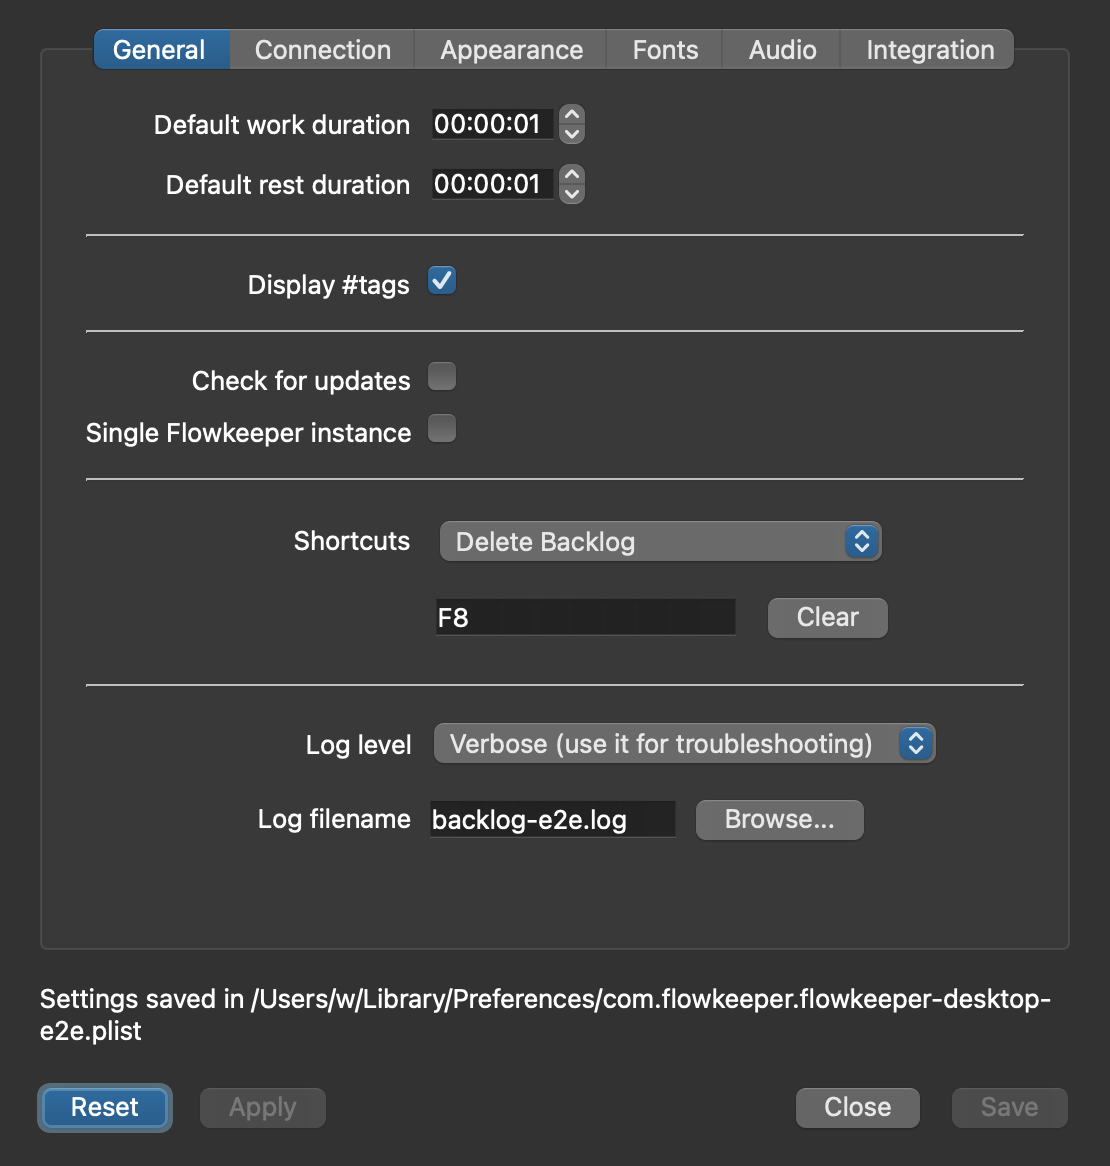 General Connection Appearance Fonts Audio Integration
Default work duration 00:00:01
Default rest duration 00:00:01
Display #tags
Check for updates
Single Flowkeeper instance
Shortcuts Delete Backlog
F8 Clear
Log level Verbose (use it for troubleshooting)
Log filename backlog-e2e.log Browse...
Settings saved in /Users/w/Library/Preferences/com.flowkeeper.flowkeeper-desktop-
e2e.plist
Reset Apply Close Save